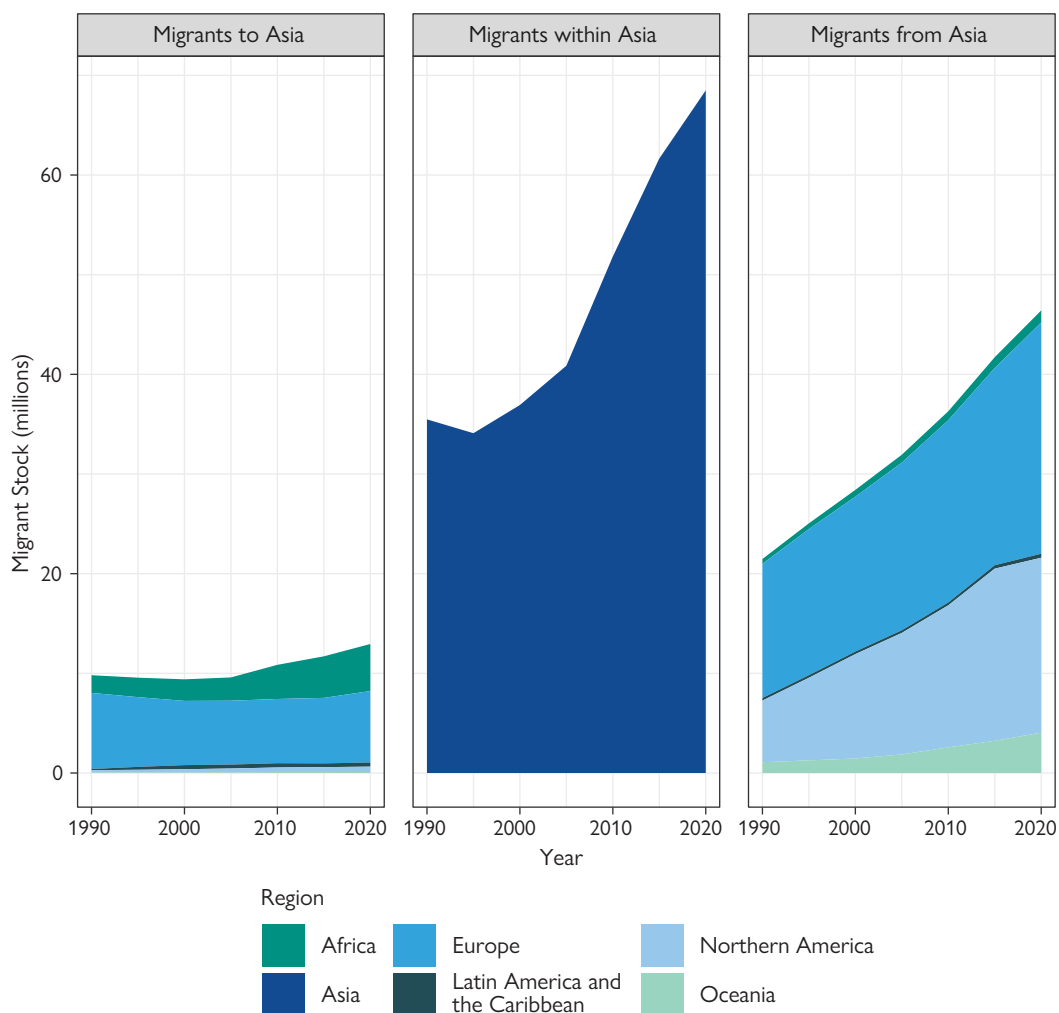 Migrants to Asia
Migrants within Asia
Migrants from Asia
Migrant Stock (millions)
60
40
20
0
1990 2000 2010 2020
1990 2000 2010 2020
1990 2000 2010 2020
Year
Region
Africa
Europe
Northern America
Asia
Latin America and
the Caribbean
Oceania